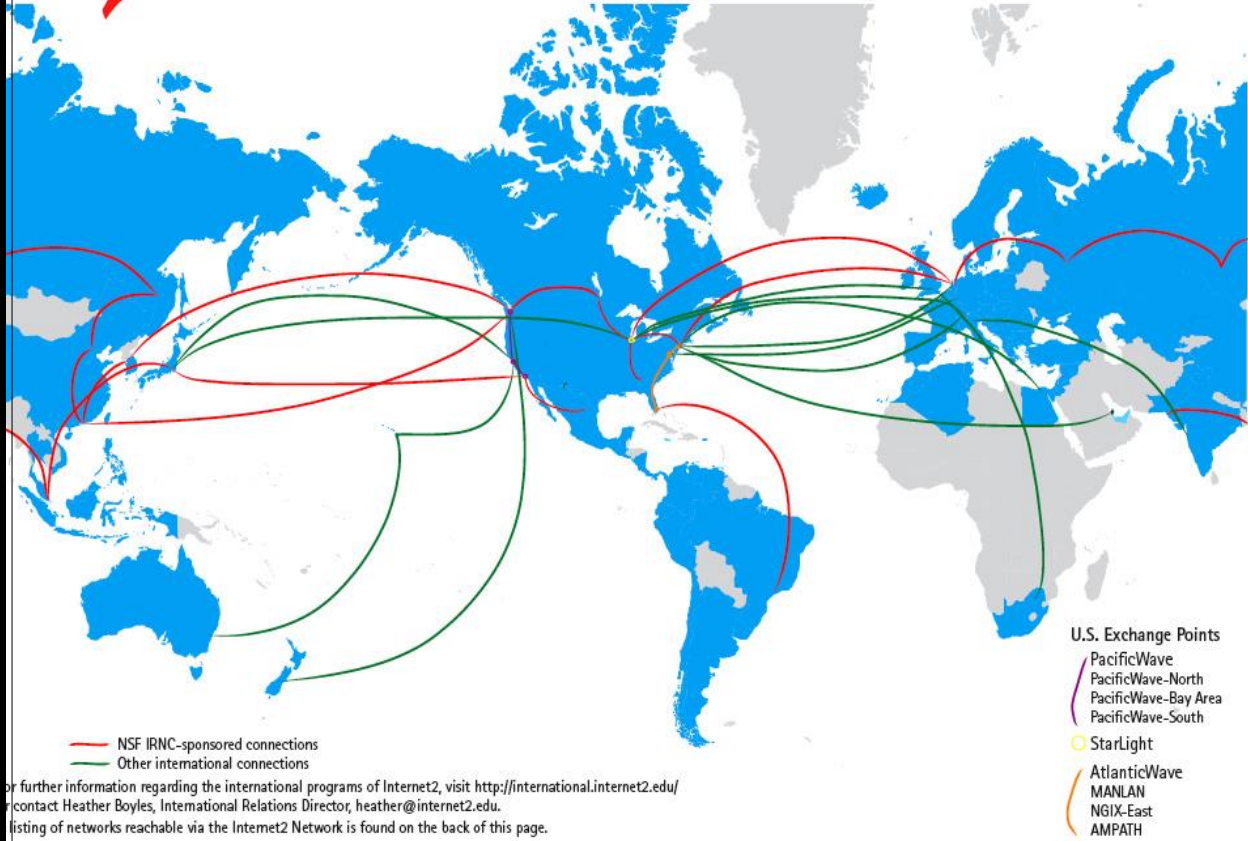 U.S. Exchange Points
PacificWave
PacificWave-North
PacificWave-Bay Area
PacificWave-South
StarLight
AtlanticWave
MANLAN
NGIX-East
AMPATH
NSF IRNC-sponsored connections
Other international connections
or further information regarding the international programs of Internet2, visit http://international.internet2.edu/
r contact Heather Boyles, International Relations Director, heather@internet2.edu.
listing of networks reachable via the Internet2 Network is found on the back of this page.